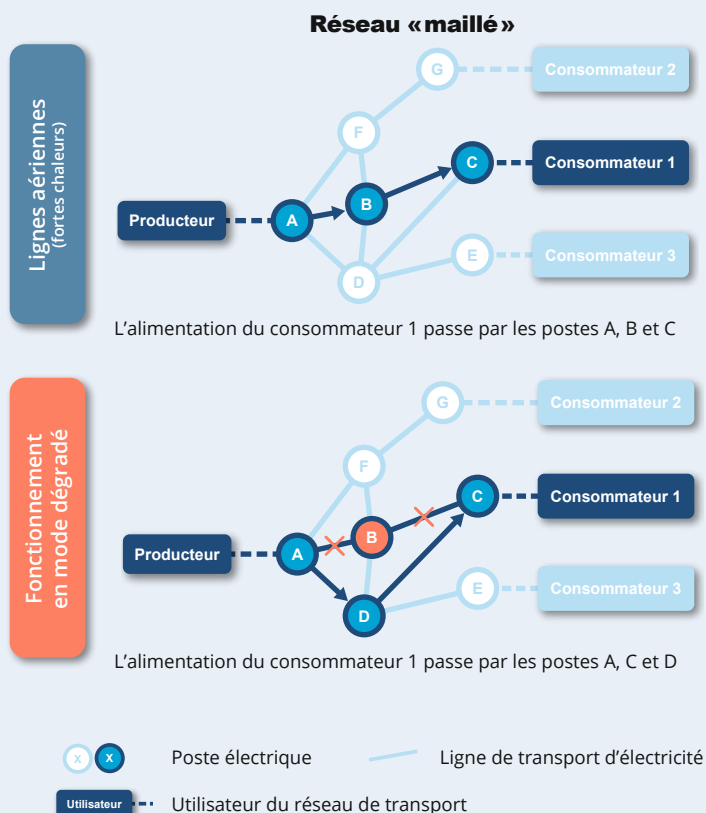 Réseau «maillé»
Lignes aériennes
(fortes chaleurs)
G
Consommateur 2
F
C
Consommateur 1
B
Producteur
A
E
Consommateur 3
D
L’alimentation du consommateur 1 passe par les postes A, B et C
Fonctionnement
en mode dégradé
G
Consommateur 2
F
C
Consommateur 1
B
Producteur
A
E
Consommateur 3
D
L’alimentation du consommateur 1 passe par les postes A, C et D
X X Poste électrique
Ligne de transport d’électricité
Utilisateur
Utilisateur du réseau de transport